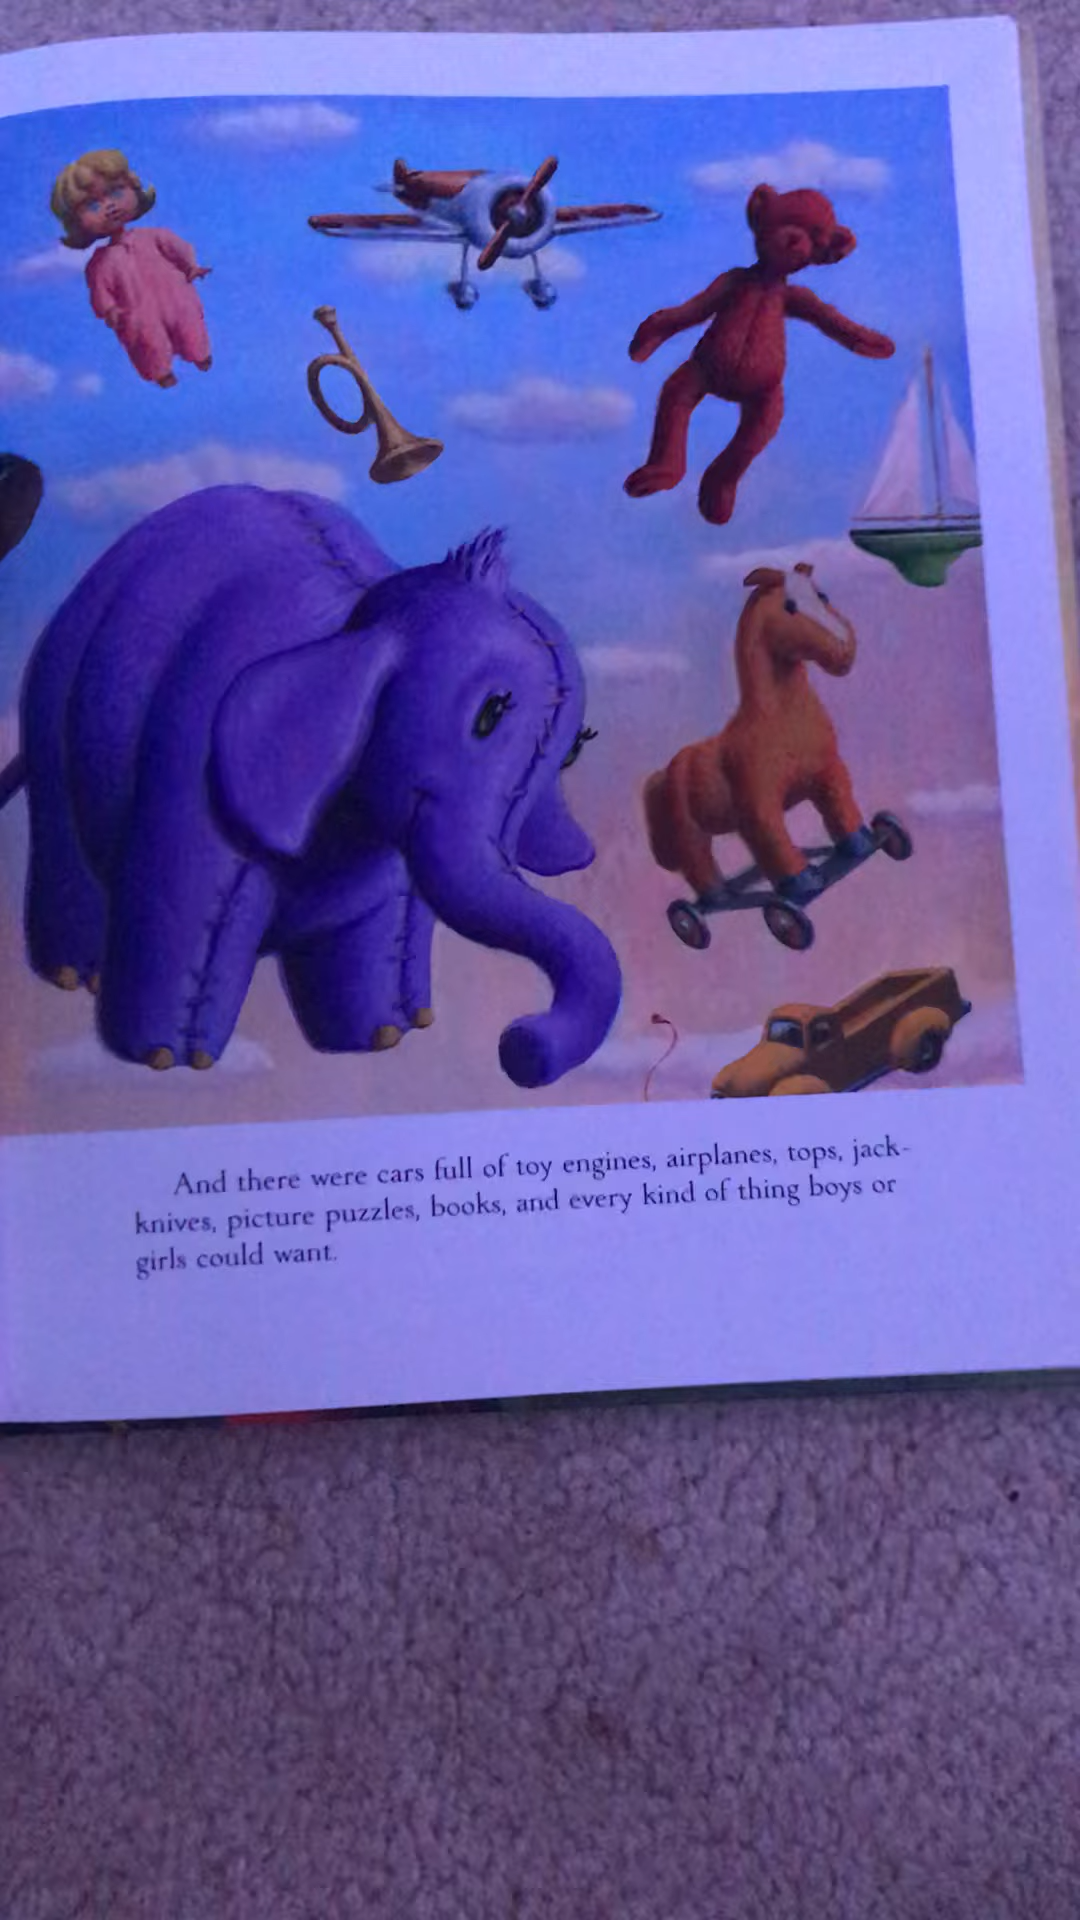 And there were cars full of toy engines, airplanes, tops, jack-
knives, picture puzzles, books, and every kind of thing boys or
girls could want.